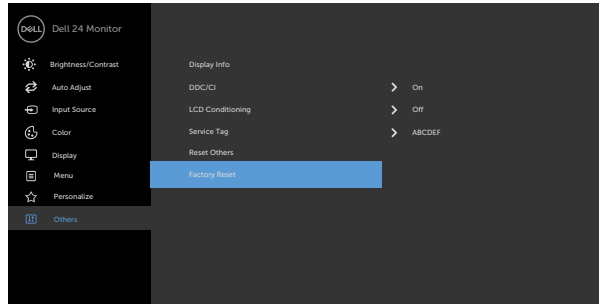 DELL Dell 24 Monitor
Brightness/Contrast Display Info
Auto Adjust DDC/CI On
Input Source LCD Conditioning Off
Color Service Tag ABCDEF
Display Reset Others
Menu Factory Reset
Personalize
Others